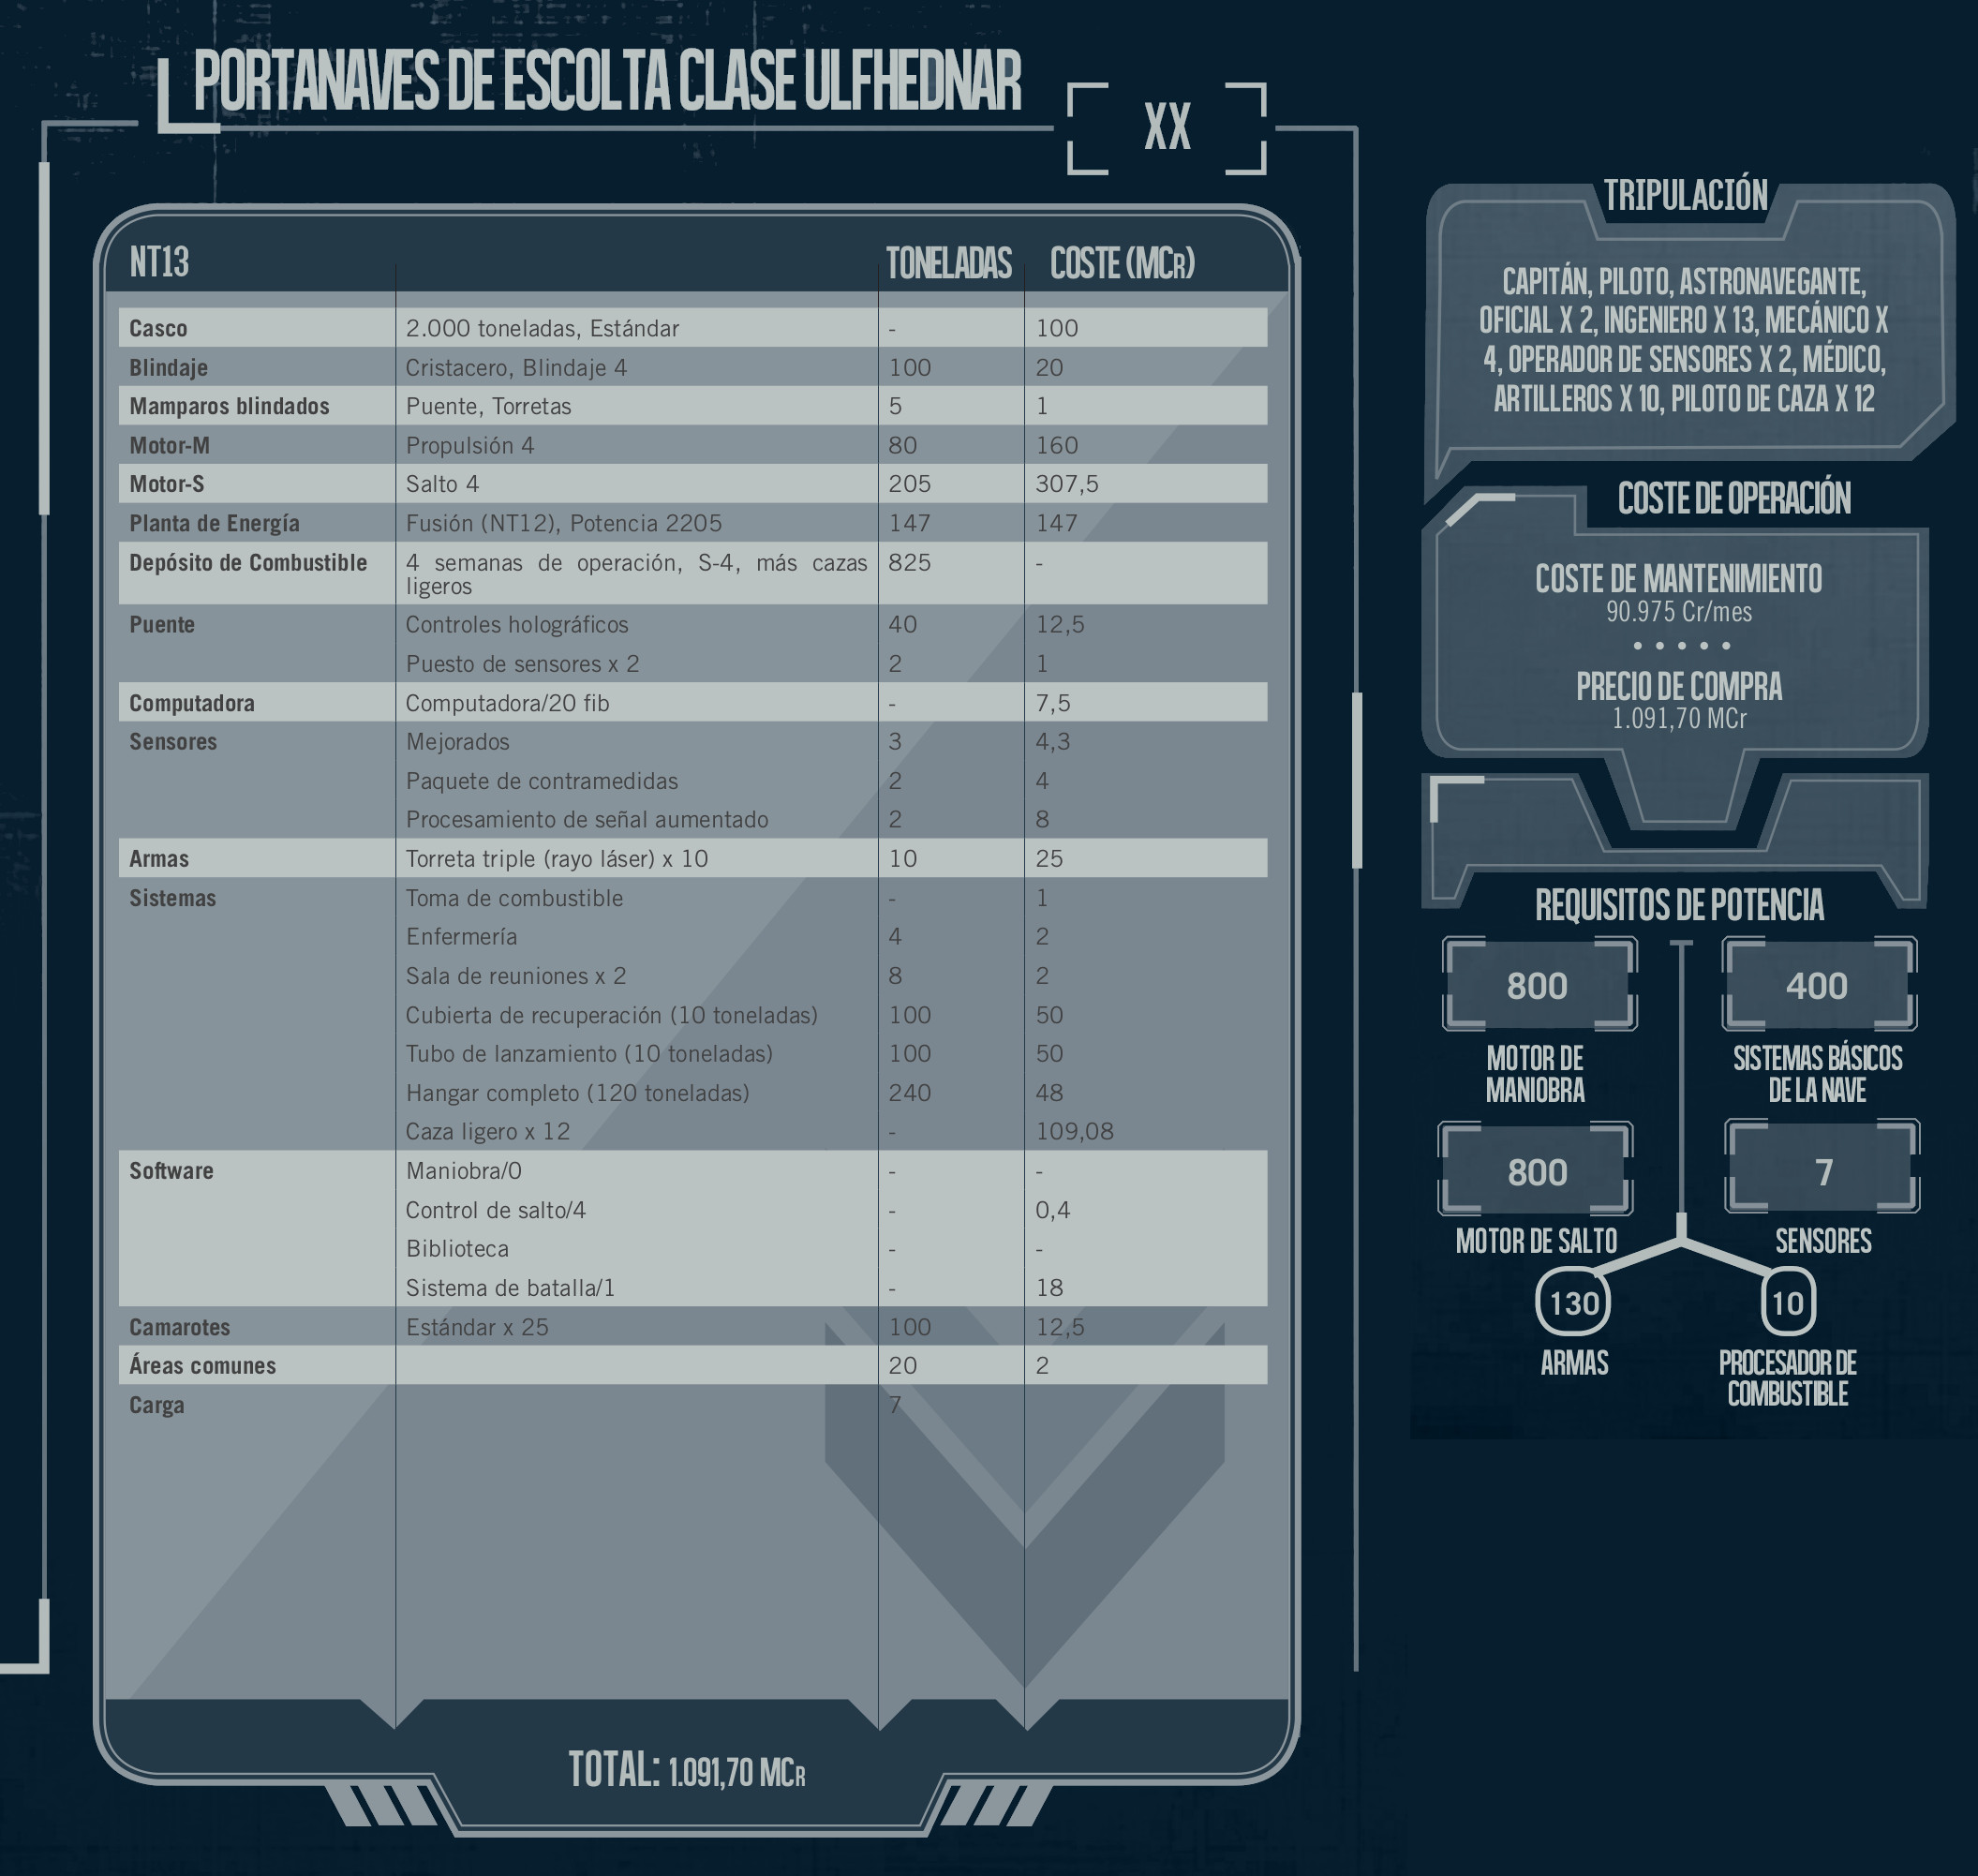 PORTANAVES DE ESCOLTA CLASE ULFHEDNAR
XX
NT13 TONELADAS COSTE (MCR)
Casco 2.000 toneladas, Estándar - 100
Blindaje Cristacero, Blindaje 4 100 20
Mamparos blindados Puente, Torretas 5 1
Motor-M Propulsión 4 80 160
Motor-S Salto 4 205 307,5
Planta de Energía Fusión (NT12), Potencia 2205 147 147
Depósito de Combustible 4 semanas de operación, S-4, más cazas 825 -
ligeros
Puente Controles holográficos 40 12,5
Puesto de sensores x 2 2 1
Computadora Computadora/20 fib - 7,5
Sensores Mejorados 3 4,3
Paquete de contramedidas 2 4
Procesamiento de señal aumentado 2 8
Armas Torreta triple (rayo láser) x 10 10 25
Sistemas Toma de combustible - 1
Enfermería 4 2
Sala de reuniones x 2 8 2
Cubierta de recuperación (10 toneladas) 100 50
Tubo de lanzamiento (10 toneladas) 100 50
Hangar completo (120 toneladas) 240 48
Caza ligero x 12 - 109,08
Software Maniobra/0 - -
Control de salto/4 - 0,4
Biblioteca - -
Sistema de batalla/1 - 18
Camarotes Estándar x 25 100 12,5
Áreas comunes 20 2
Carga 7
TOTAL: 1.091,70 MCR
TRIPULACIÓN
CAPITÁN, PILOTO, ASTRONAVEGANTE,
OFICIAL X 2, INGENIERO X 13, MECÁNICO X
4, OPERADOR DE SENSORES X 2, MÉDICO,
ARTILLEROS X 10, PILOTO DE CAZA X 12
COSTE DE OPERACIÓN
COSTE DE MANTENIMIENTO
90.975 Cr/mes
• • • • •
PRECIO DE COMPRA
1.091,70 MCr
REQUISITOS DE POTENCIA
800 400
MOTOR DE SISTEMAS BÁSICOS
MANIOBRA DE LA NAVE
800 7
MOTOR DE SALTO SENSORES
130 10
ARMAS PROCESADOR DE
COMBUSTIBLE